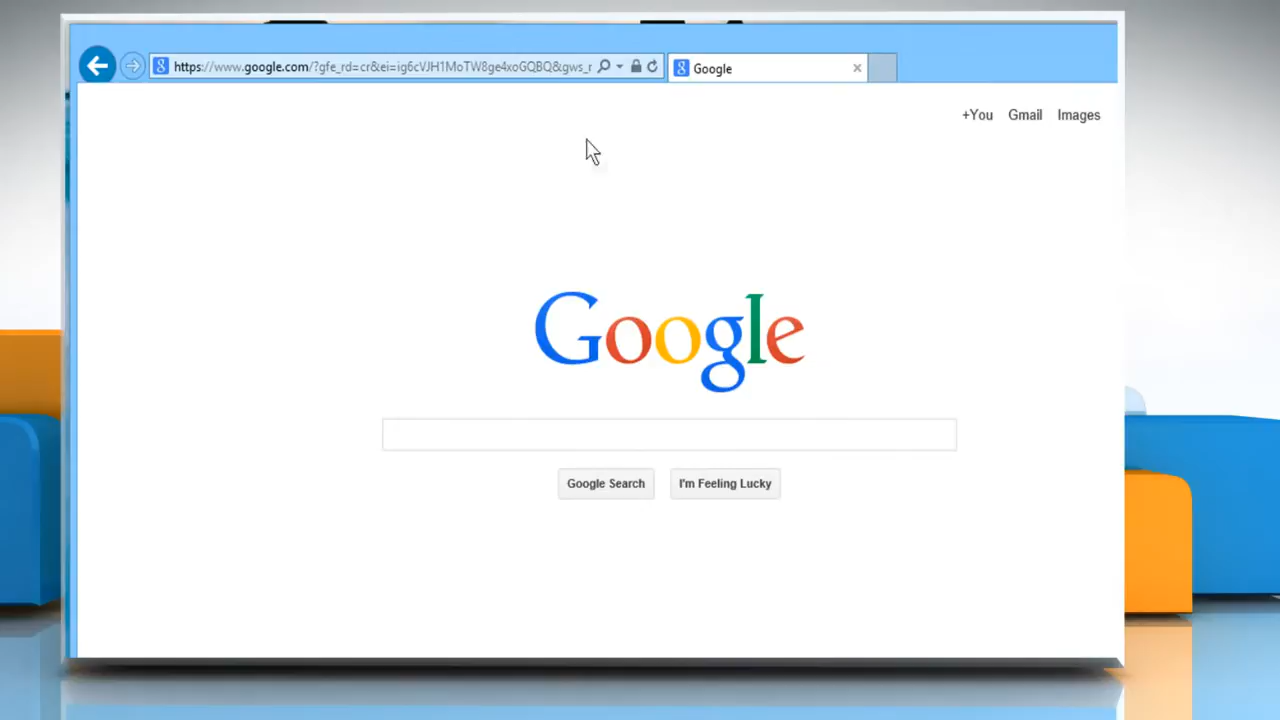 https://www.google.com/?gfe_rd=cr&ei=ig6cVJH1MoTW8ge4xoGQBQ&gws_r
Google
+You Gmail Images
Google
Google Search I'm Feeling Lucky